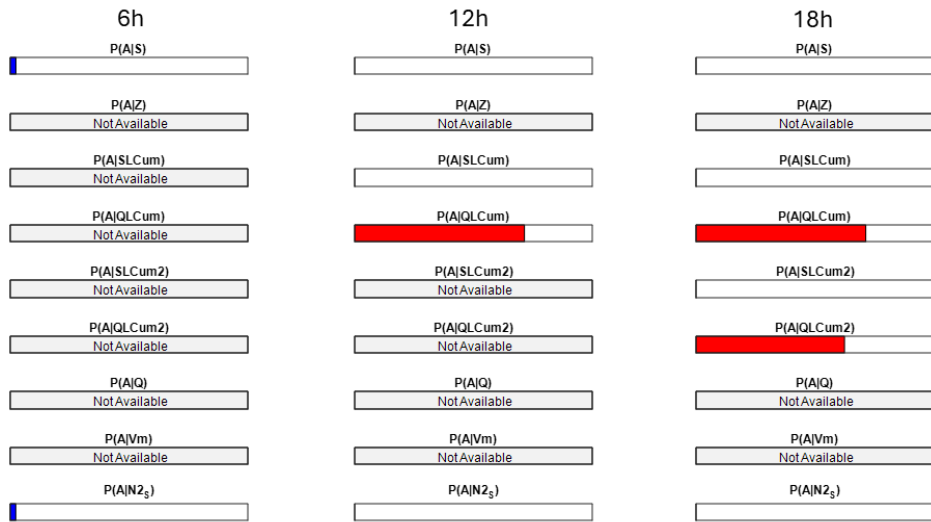 6h 12h 18h
P(A|S) P(A|S) P(A|S)
P(A|Z) P(A|Z) P(A|Z)
Not Available Not Available Not Available
P(A|SLCum) P(A|SLCum) P(A|SLCum)
Not Available
P(A|QLCum) P(A|QLCum) P(A|QLCum)
Not Available
P(A|SLCum2) P(A|SLCum2) P(A|SLCum2)
Not Available Not Available
P(A|QLCum2) P(A|QLCum2) P(A|QLCum2)
Not Available Not Available
P(A|Q) P(A|Q) P(A|Q)
Not Available Not Available Not Available
P(A|Vm) P(A|Vm) P(A|Vm)
Not Available Not Available Not Available
P(A|N2S) P(A|N2S) P(A|N2S)